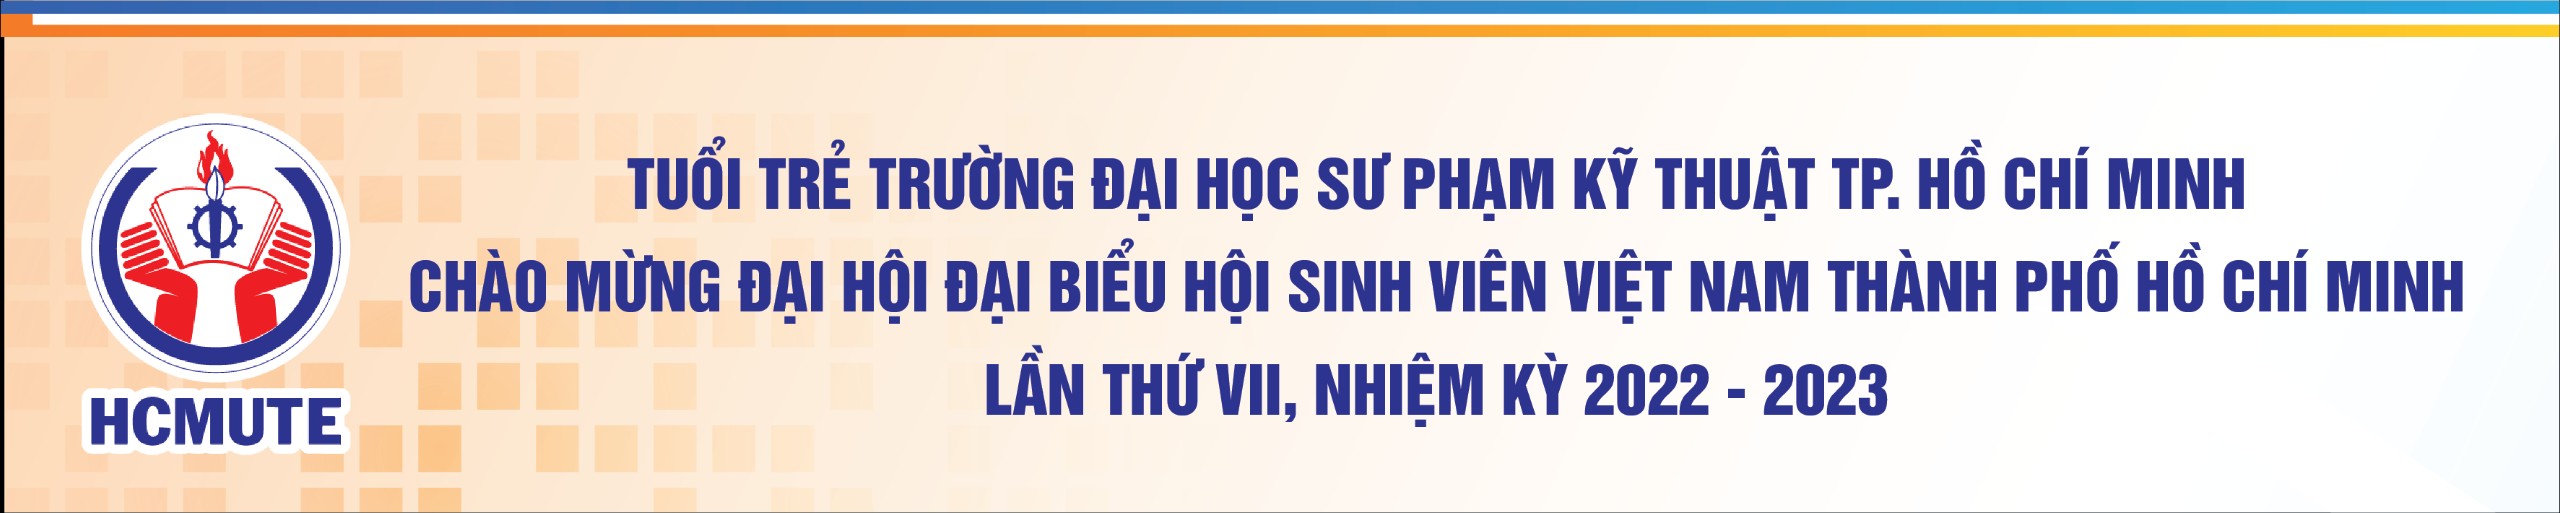 TUỔI TRẺ TRƯỜNG ĐẠI HỌC SƯ PHẠM KỸ THUẬT TP. HỒ CHÍ MINH
CHÀO MỪNG ĐẠI HỘI ĐẠI BIỂU HỘI SINH VIÊN VIỆT NAM THÀNH PHỐ HỒ CHÍ MINH
LẦN THỨ VII, NHIỆM KỲ 2022 - 2023
HCMUTE